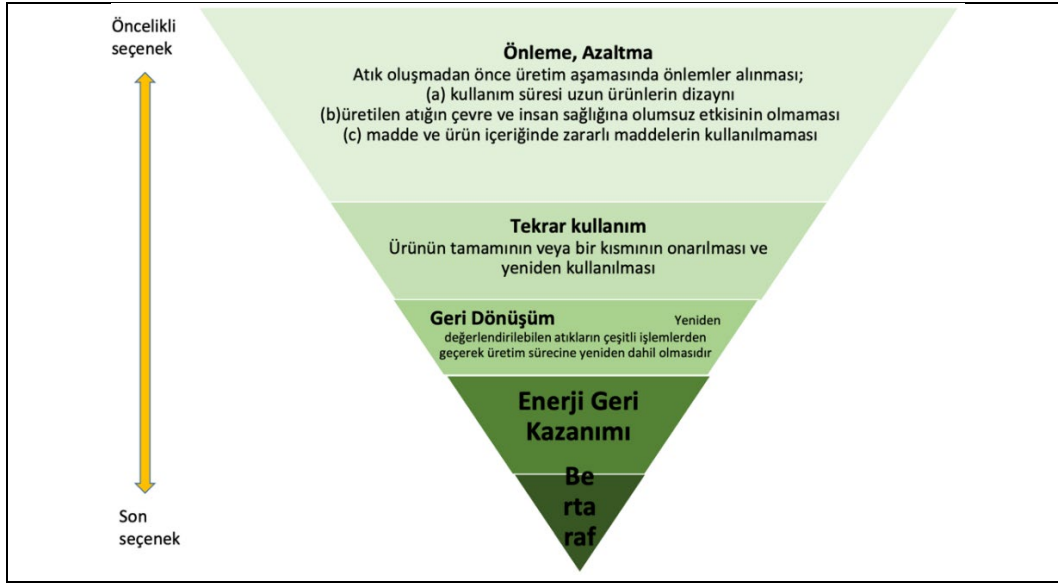 Öncelikli
seçenek
Önleme, Azaltma
Atık oluşmadan önce üretim aşamasında önlemler alınması;
(a) kullanım süresi uzun ürünlerin dizaynı
(b)üretilen atığın çevre ve insan sağlığına olumsuz etkisinin olmaması
(c) madde ve ürün içeriğinde zararlı maddelerin kullanılmaması
Tekrar kullanım
Ürünün tamamının veya bir kısmının onarılması ve
yeniden kullanılması
Geri Dönüşüm Yeniden
değerlendirilebilen atıkların çeşitli işlemlerden
geçerek üretim sürecine yeniden dahil olmasıdır
Enerji Geri
Kazanımı
Be
rta
raf
Son
seçenek